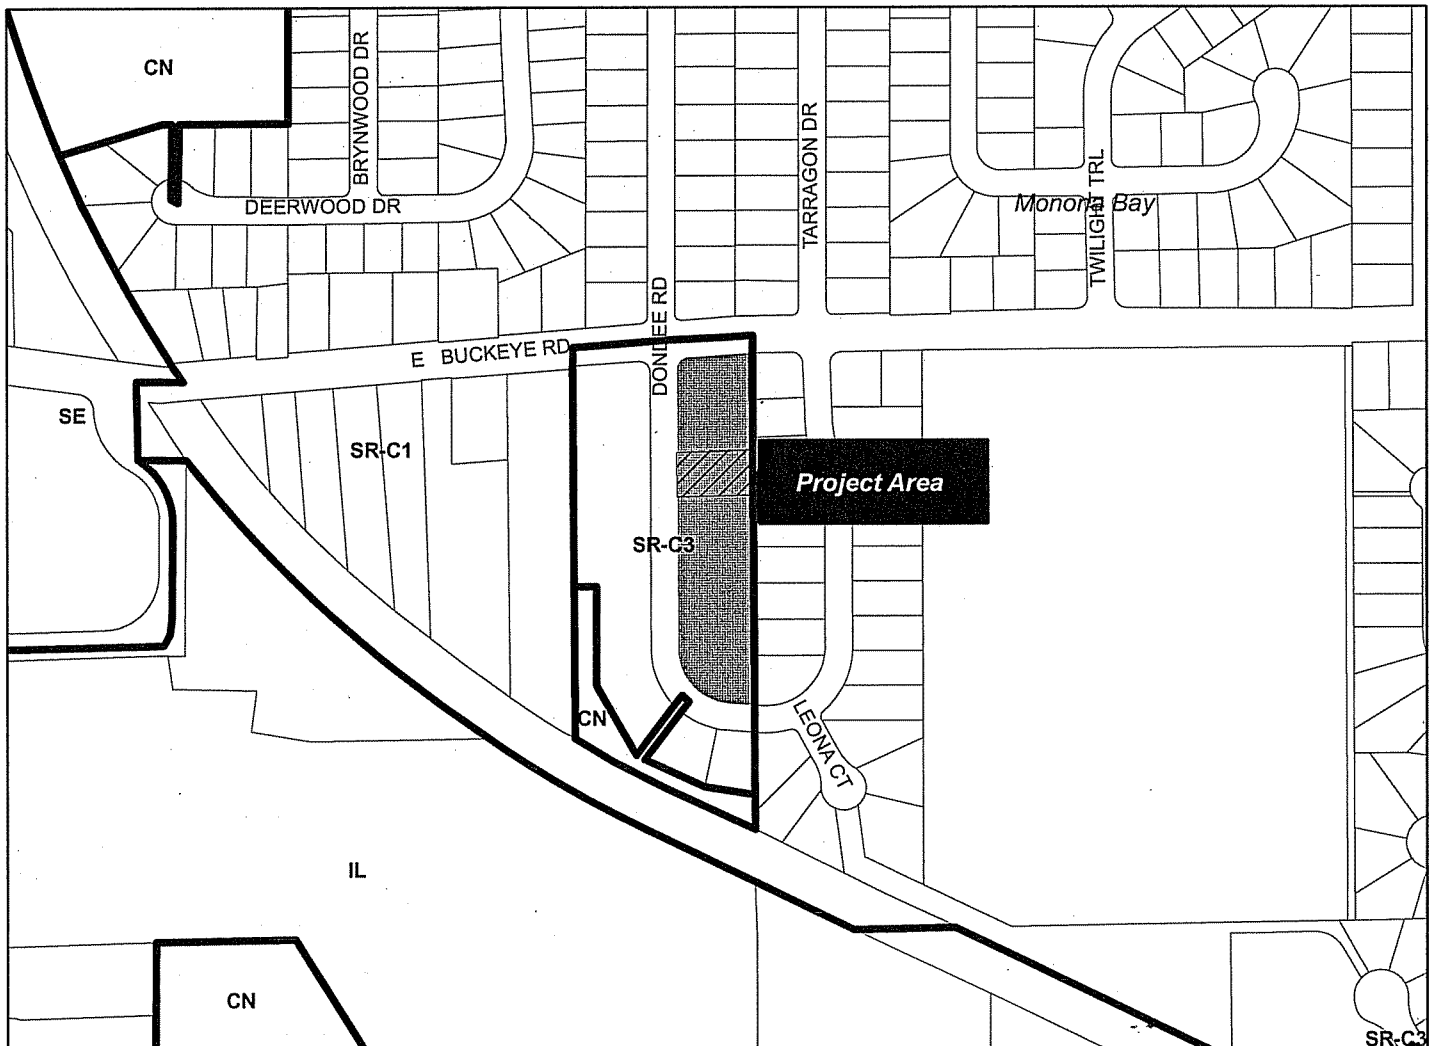 CN
BRYNWOOD DR
DEERWOOD DR
TARRAGON DR
TWILIGHT TRL
Monona Bay
DONDEE RD
E BUCKEYE RD
SE
SR-C1
Project Area
SR-C3
CN
LEONA CT
IL
CN
SR-C3